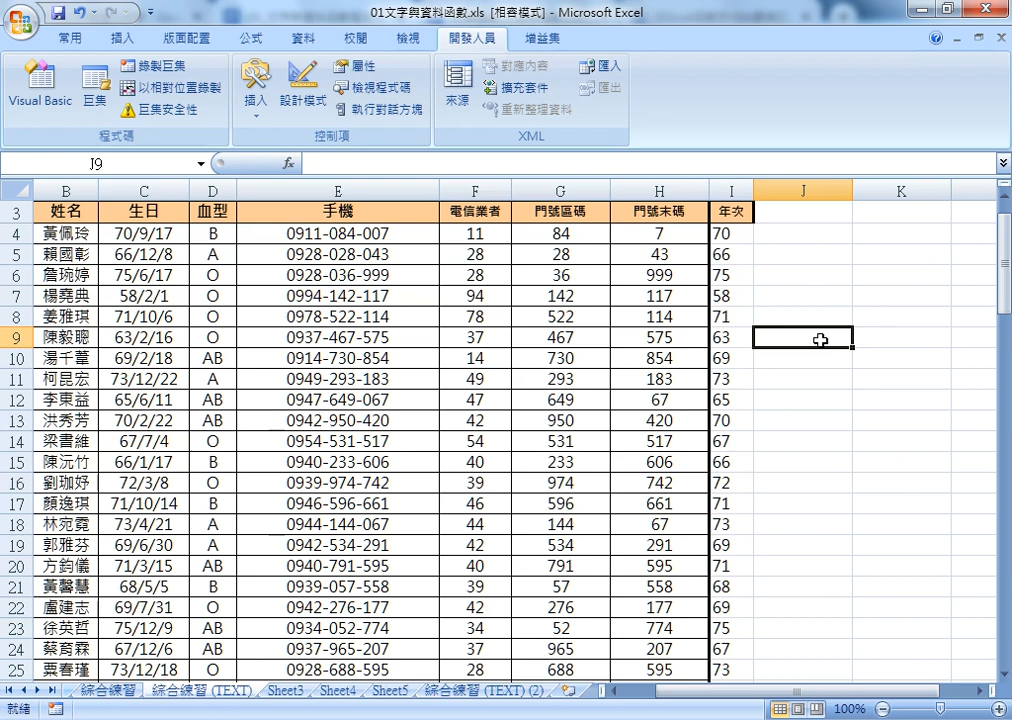 01文字與資料函數.xls [相容模式] - Microsoft Excel
常用 插入 版面配置 公式 資料 校閱 檢視 開發人員 增益集
Visual Basic 巨集 錄製巨集 以相對位置錄製 巨集安全性 程式碼
插入 設計模式 屬性 檢視程式碼 執行對話方塊 控制項
來源 對應內容 擴充套件 重新整理資料 匯入 匯出 XML
J9 fx
B C D E F G H I J K
3 姓名 生日 血型 手機 電信業者 門號區碼 門號末碼 年次
4 黃佩玲 70/9/17 B 0911-084-007 11 84 7 70
5 賴國彰 66/12/8 A 0928-028-043 28 28 43 66
6 詹琬婷 75/6/17 O 0928-036-999 28 36 999 75
7 楊堯典 58/2/1 O 0994-142-117 94 142 117 58
8 姜雅琪 71/10/6 O 0978-522-114 78 522 114 71
9 陳毅聰 63/2/16 O 0937-467-575 37 467 575 63
10 湯千葦 69/2/18 AB 0914-730-854 14 730 854 69
11 柯昆宏 73/12/22 A 0949-293-183 49 293 183 73
12 李東益 65/6/11 AB 0947-649-067 47 649 67 65
13 洪秀芳 70/2/22 AB 0942-950-420 42 950 420 70
14 梁書維 67/7/4 O 0954-531-517 54 531 517 67
15 陳沅竹 66/1/17 B 0940-233-606 40 233 606 66
16 劉珈妤 72/3/8 O 0939-974-742 39 974 742 72
17 顏逸琪 71/10/14 B 0946-596-661 46 596 661 71
18 林宛霓 73/4/21 A 0944-144-067 44 144 67 73
19 郭雅芬 69/6/30 A 0942-534-291 42 534 291 69
20 方鈞儀 71/3/15 AB 0940-791-595 40 791 595 71
21 黃馨慧 68/5/5 B 0939-057-558 39 57 558 68
22 盧建志 69/7/31 O 0942-276-177 42 276 177 69
23 徐英哲 75/12/9 AB 0934-052-774 34 52 774 75
24 蔡育霖 67/12/6 AB 0937-965-207 37 965 207 67
25 粟春瑾 73/12/18 O 0928-688-595 28 688 595 73
綜合練習 綜合練習 (TEXT) Sheet3 Sheet4 Sheet5 綜合練習 (TEXT) (2)
就緒 100%